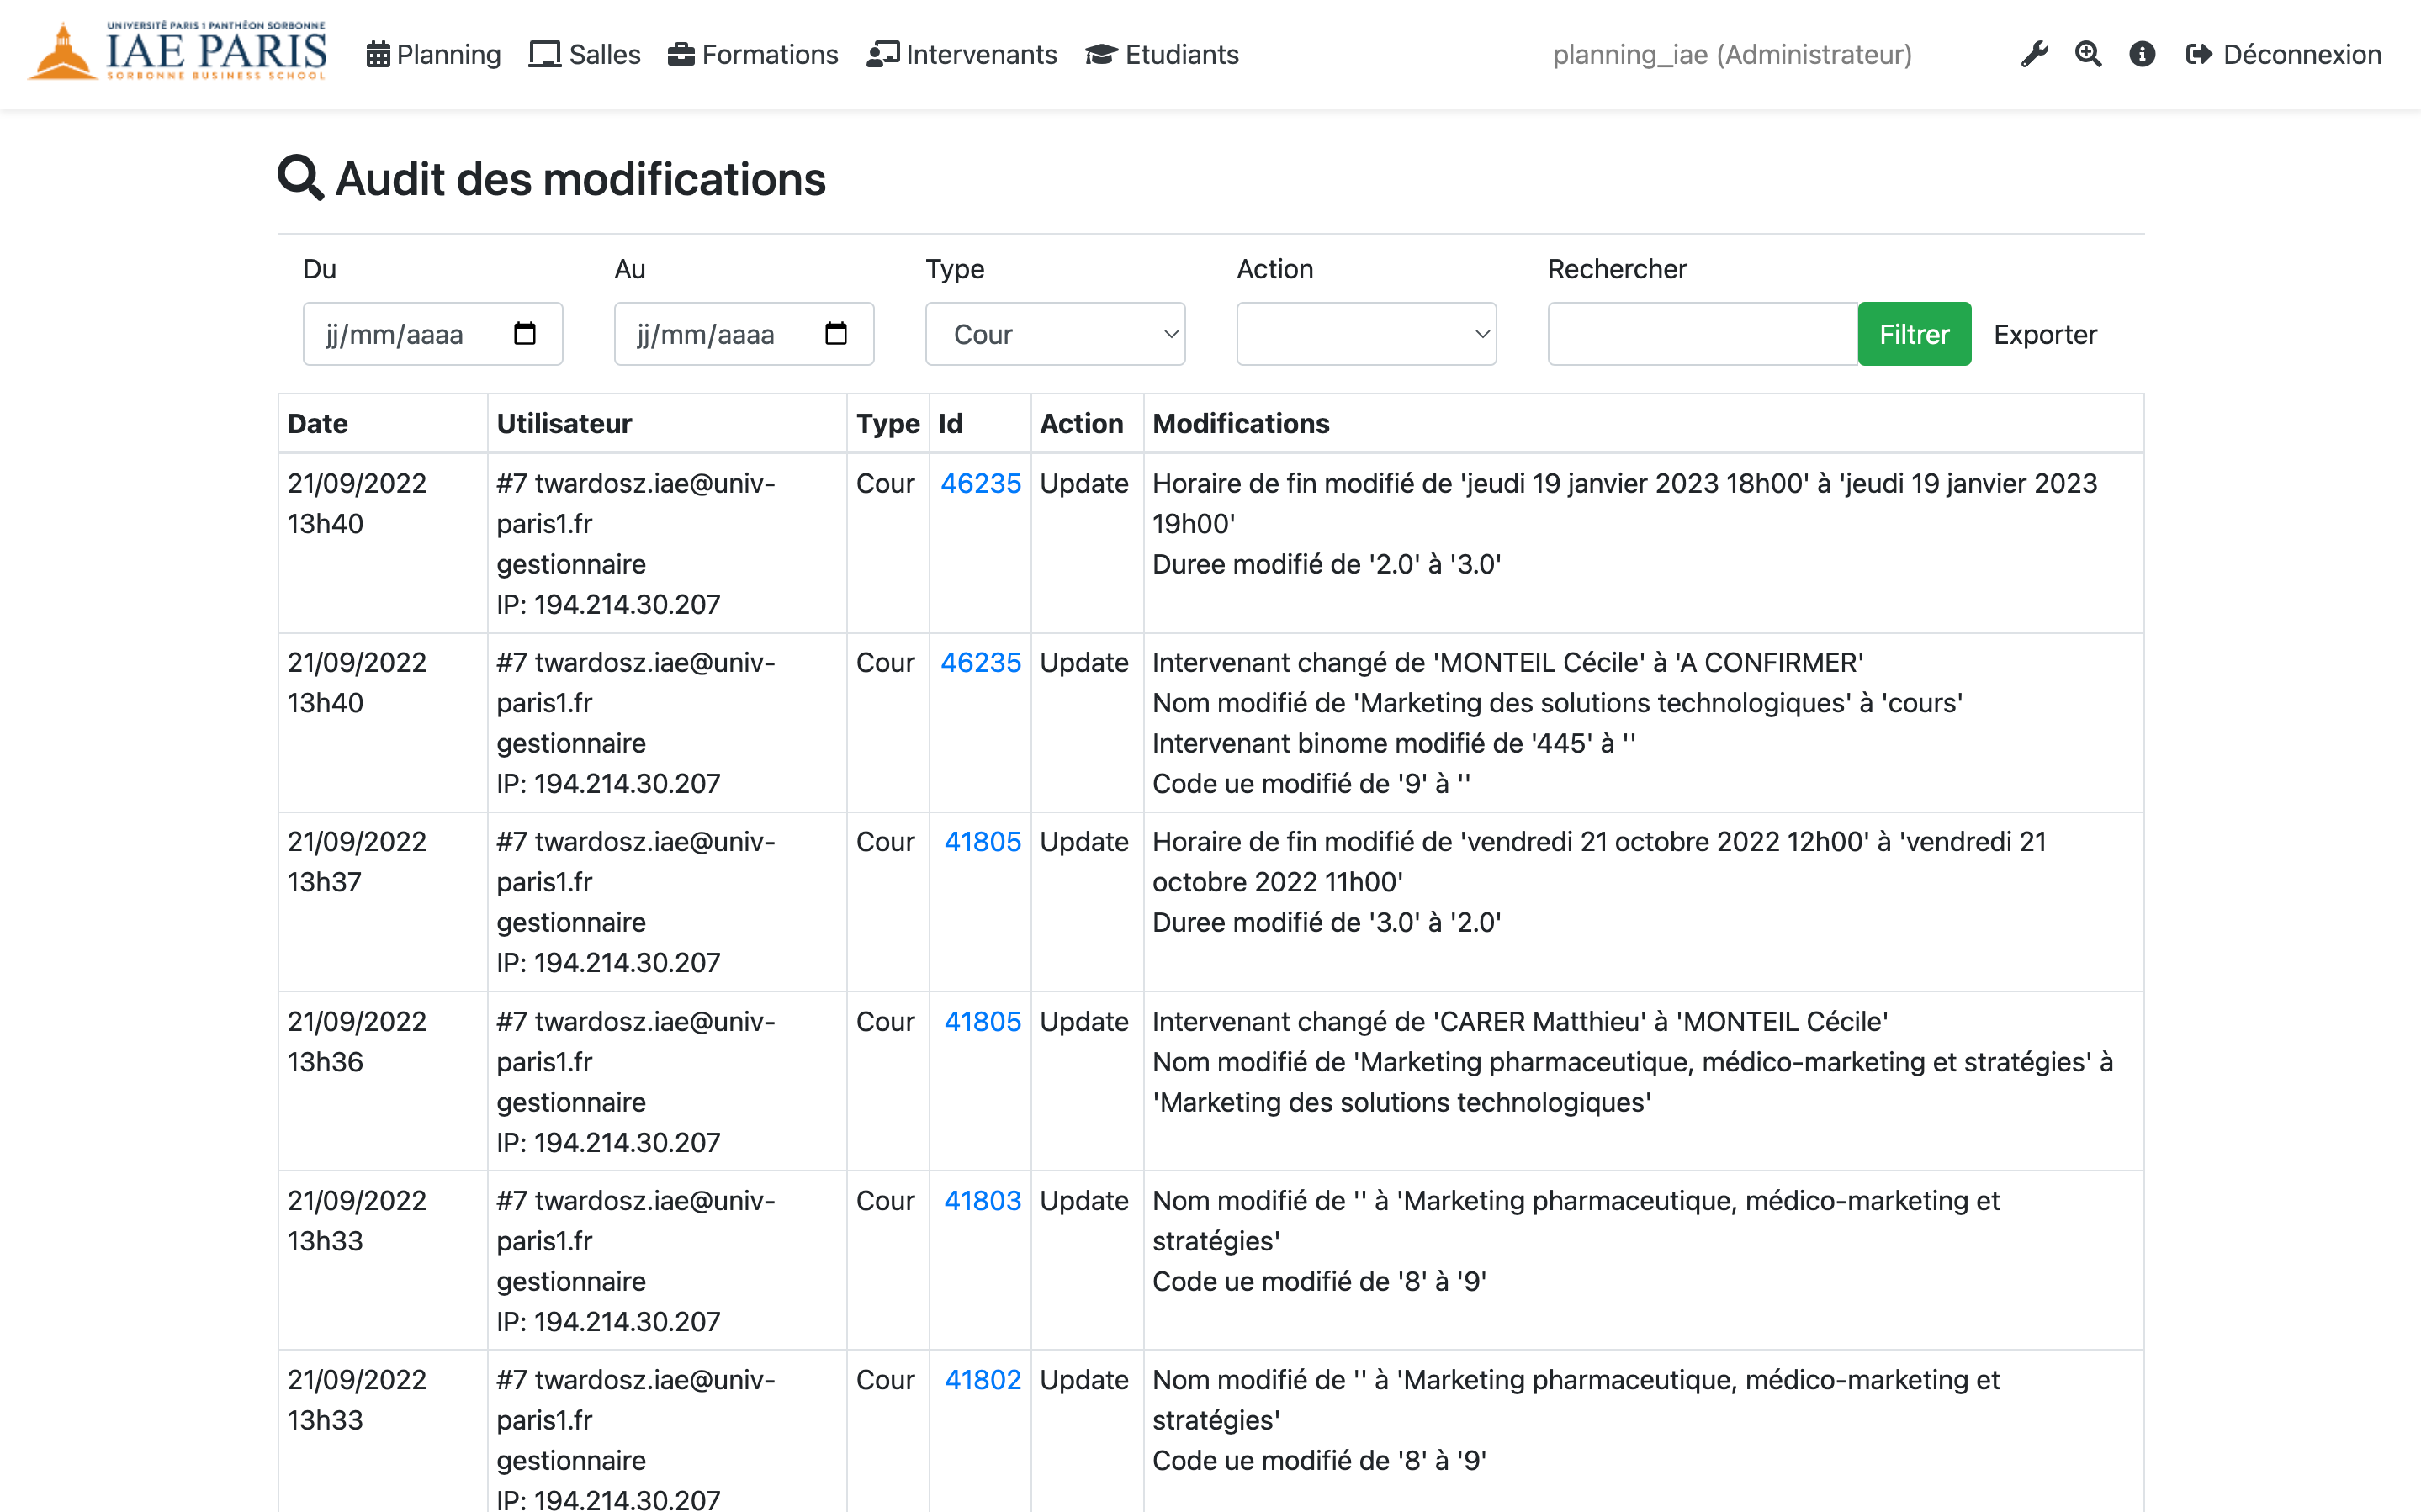 UNIVERSITÉ PARIS 1 PANTHÉON SORBONNE
IAE PARIS
SORBONNE BUSINESS SCHOOL
Planning Salles Formations Intervenants Etudiants planning_iae (Administrateur) Déconnexion
Audit des modifications
Du Au Type Action Rechercher
jj/mm/aaaa jj/mm/aaaa Cour Filtrer Exporter
Date Utilisateur Type Id Action Modifications
21/09/2022 #7 twardosz.iae@univ- Cour 46235 Update Horaire de fin modifié de 'jeudi 19 janvier 2023 18h00' à 'jeudi 19 janvier 2023
13h40 paris1.fr 19h00'
gestionnaire Duree modifié de '2.0' à '3.0'
IP: 194.214.30.207
21/09/2022 #7 twardosz.iae@univ- Cour 46235 Update Intervenant changé de 'MONTEIL Cécile' à 'A CONFIRMER'
13h40 paris1.fr Nom modifié de 'Marketing des solutions technologiques' à 'cours'
gestionnaire Intervenant binome modifié de '445' à ''
IP: 194.214.30.207 Code ue modifié de '9' à ''
21/09/2022 #7 twardosz.iae@univ- Cour 41805 Update Horaire de fin modifié de 'vendredi 21 octobre 2022 12h00' à 'vendredi 21
13h37 paris1.fr octobre 2022 11h00'
gestionnaire Duree modifié de '3.0' à '2.0'
IP: 194.214.30.207
21/09/2022 #7 twardosz.iae@univ- Cour 41805 Update Intervenant changé de 'CARER Matthieu' à 'MONTEIL Cécile'
13h36 paris1.fr Nom modifié de 'Marketing pharmaceutique, médico-marketing et stratégies' à
gestionnaire 'Marketing des solutions technologiques'
IP: 194.214.30.207
21/09/2022 #7 twardosz.iae@univ- Cour 41803 Update Nom modifié de '' à 'Marketing pharmaceutique, médico-marketing et
13h33 paris1.fr stratégies'
gestionnaire Code ue modifié de '8' à '9'
IP: 194.214.30.207
21/09/2022 #7 twardosz.iae@univ- Cour 41802 Update Nom modifié de '' à 'Marketing pharmaceutique, médico-marketing et
13h33 paris1.fr stratégies'
gestionnaire Code ue modifié de '8' à '9'
IP: 194.214.30.207